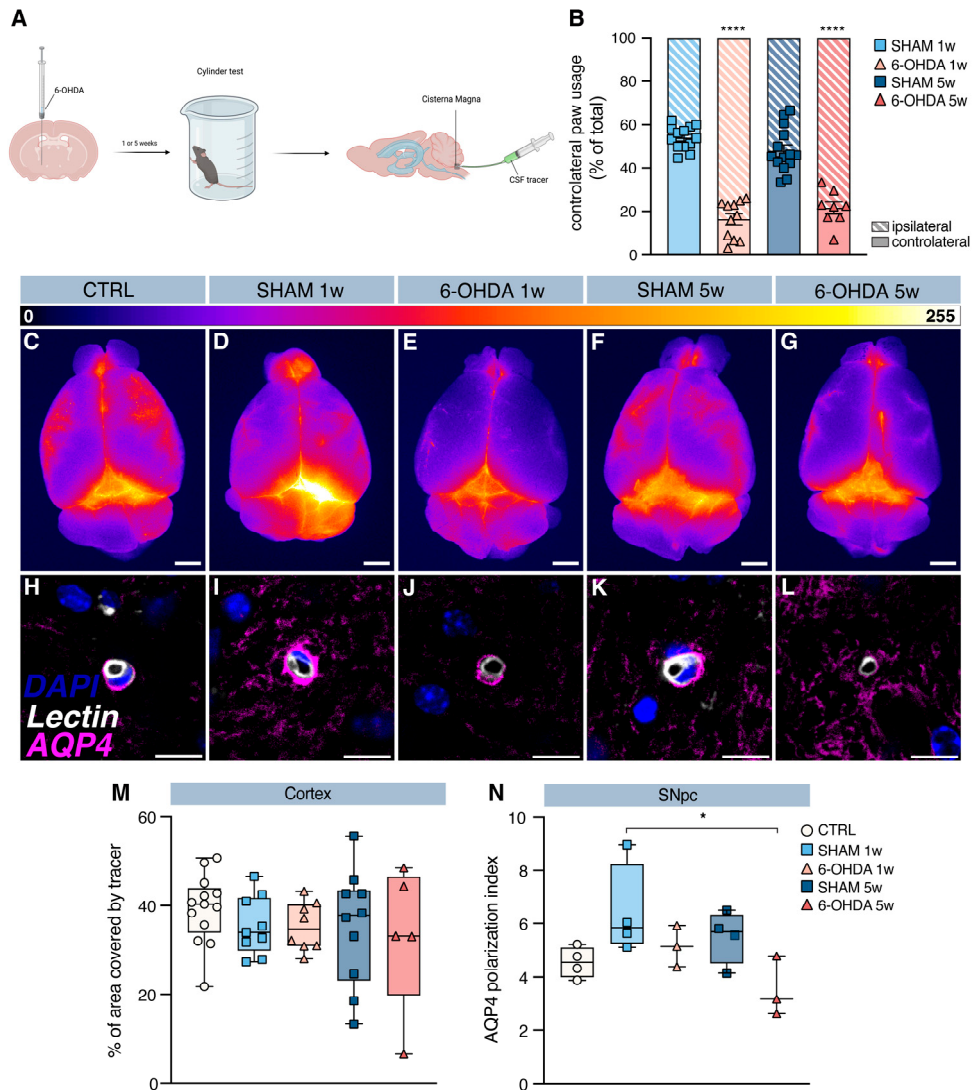 A
6-OHDA
1 or 5 weeks
Cylinder test
Cisterna Magna
CSF tracer
B
controlateral paw usage
(% of total)
100
80
60
40
20
0
****
****
SHAM 1w
6-OHDA 1w
SHAM 5w
6-OHDA 5w
ipsilateral
controlateral
CTRL
SHAM 1w
6-OHDA 1w
SHAM 5w
6-OHDA 5w
0
255
C
D
E
F
G
H
I
J
K
L
DAPI
Lectin
AQP4
M
Cortex
% of area covered by tracer
60
40
20
0
N
SNpc
AQP4 polarization index
10
8
6
4
2
0
*
CTRL
SHAM 1w
6-OHDA 1w
SHAM 5w
6-OHDA 5w